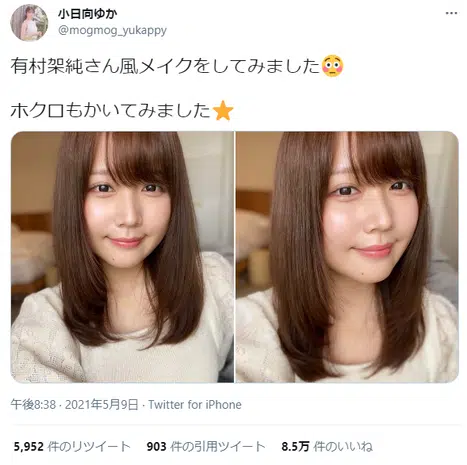 小日向ゆか
@mogmog_yukappy
有村架純さん風メイクをしてみました😳
ホクロもかいてみました⭐
午後8:38 · 2021年5月9日 · Twitter for iPhone
5,952 件のリツイート 903 件の引用ツイート 8.5万 件のいいね